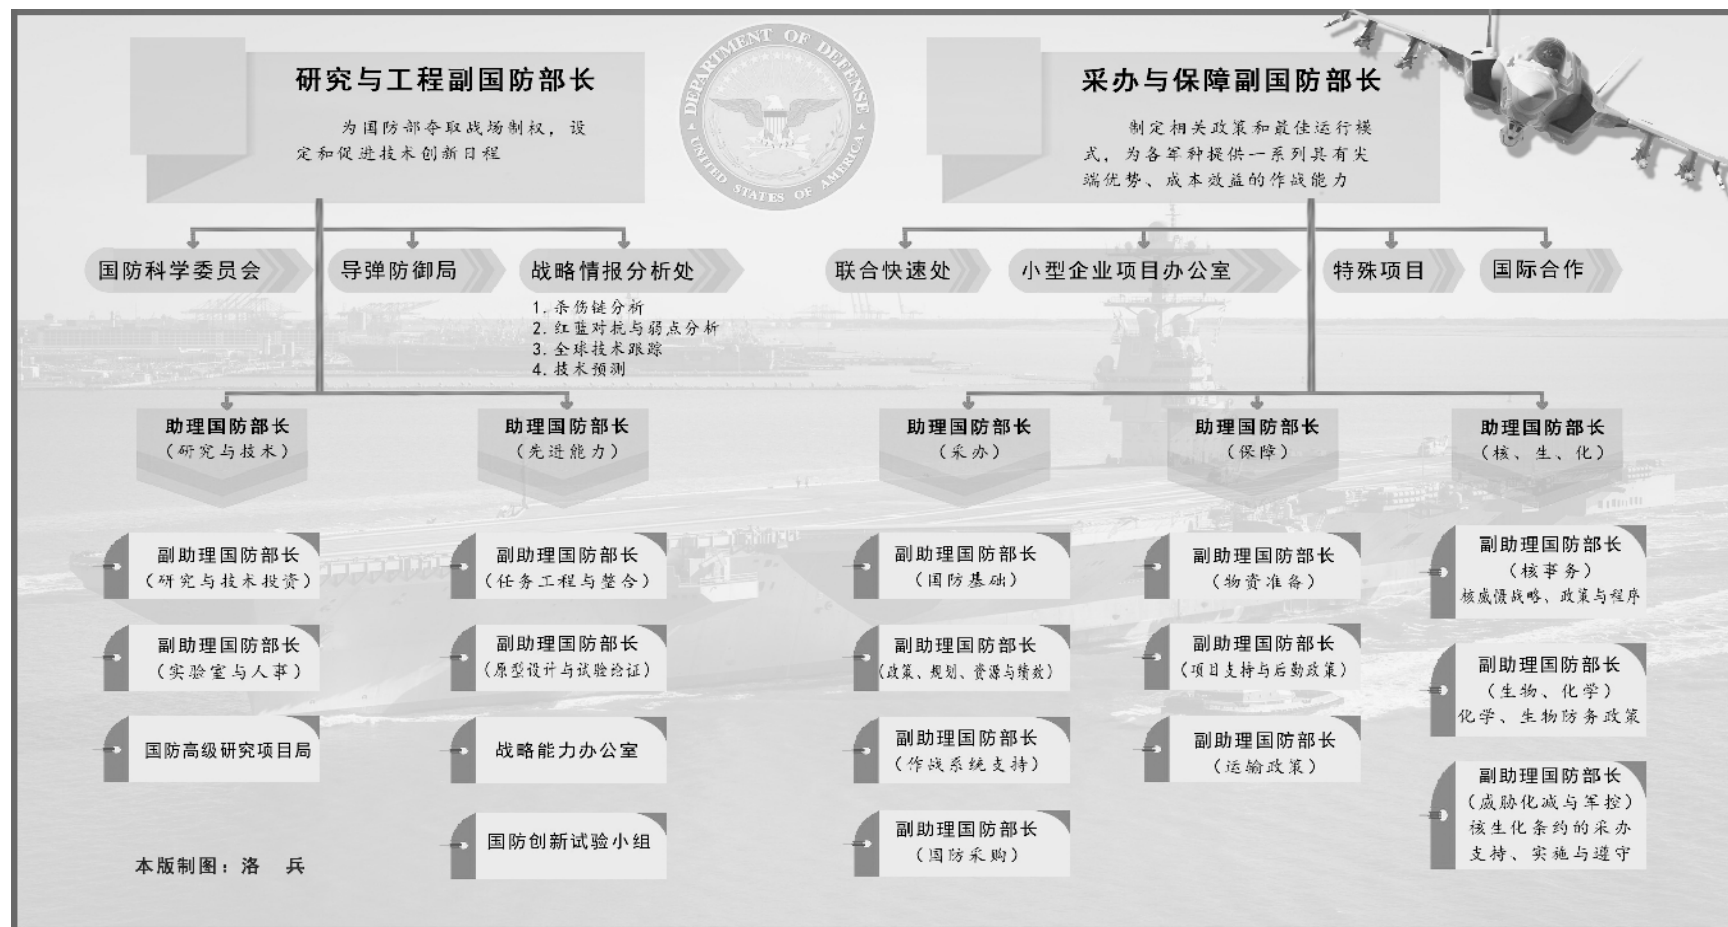 研究与工程副国防部长
为国防部夺取战场制权，设
定和促进技术创新日程
DEPARTMENT OF DEFENSE
UNITED STATES OF AMERICA
采办与保障副国防部长
制定相关政策和最佳运行模
式，为各军种提供一系列具有尖
端优势、成本效益的作战能力
国防科学委员会
导弹防御局
战略情报分析处
1. 杀伤链分析
2. 红蓝对抗与弱点分析
3. 全球技术跟踪
4. 技术预测
联合快速处
小型企业项目办公室
特殊项目
国际合作
助理国防部长
（研究与技术）
助理国防部长
（先进能力）
助理国防部长
（采办）
助理国防部长
（保障）
助理国防部长
（核、生、化）
副助理国防部长
（研究与技术投资）
副助理国防部长
（实验室与人事）
国防高级研究项目局
副助理国防部长
（任务工程与整合）
副助理国防部长
（原型设计与试验论证）
战略能力办公室
国防创新试验小组
副助理国防部长
（国防基础）
副助理国防部长
（政策、规划、资源与绩效）
副助理国防部长
（作战系统支持）
副助理国防部长
（国防采购）
副助理国防部长
（物资准备）
副助理国防部长
（项目支持与后勤政策）
副助理国防部长
（运输政策）
副助理国防部长
（核事务）
核威慑战略、政策与程序
副助理国防部长
（生物、化学）
化学、生物防务政策
副助理国防部长
（威胁化减与军控）
核生化条约的采办
支持、实施与遵守
本版制图：洛　兵